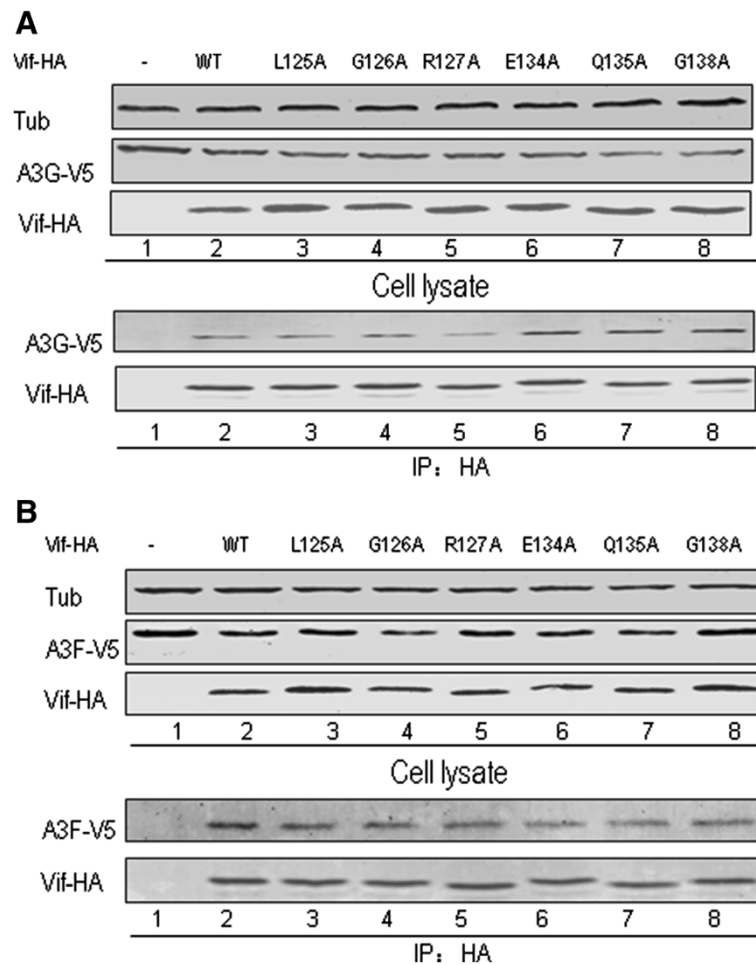 A
Vif-HA - WT L125A G126A R127A E134A Q135A G138A
Tub
A3G-V5
Vif-HA
1 2 3 4 5 6 7 8
Cell lysate
A3G-V5
Vif-HA
1 2 3 4 5 6 7 8
IP: HA
B
Vif-HA - WT L125A G126A R127A E134A Q135A G138A
Tub
A3F-V5
Vif-HA
1 2 3 4 5 6 7 8
Cell lysate
A3F-V5
Vif-HA
1 2 3 4 5 6 7 8
IP: HA